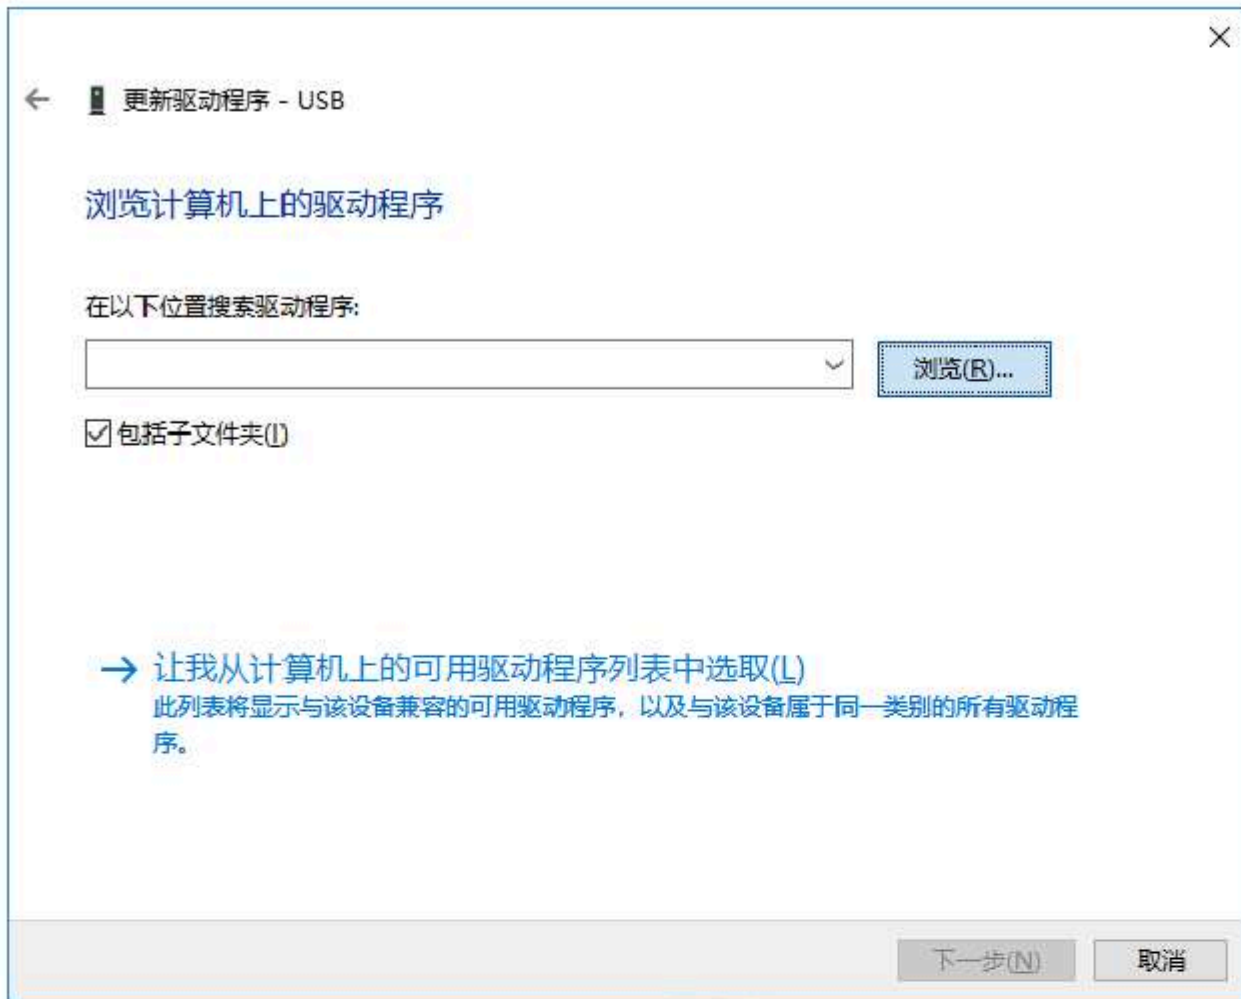 更新驱动程序 - USB
浏览计算机上的驱动程序
在以下位置搜索驱动程序:
浏览(R)...
包括子文件夹(I)
让我从计算机上的可用驱动程序列表中选取(L)
此列表将显示与该设备兼容的可用驱动程序，以及与该设备属于同一类别的所有驱动程
序。
下一步(N)
取消